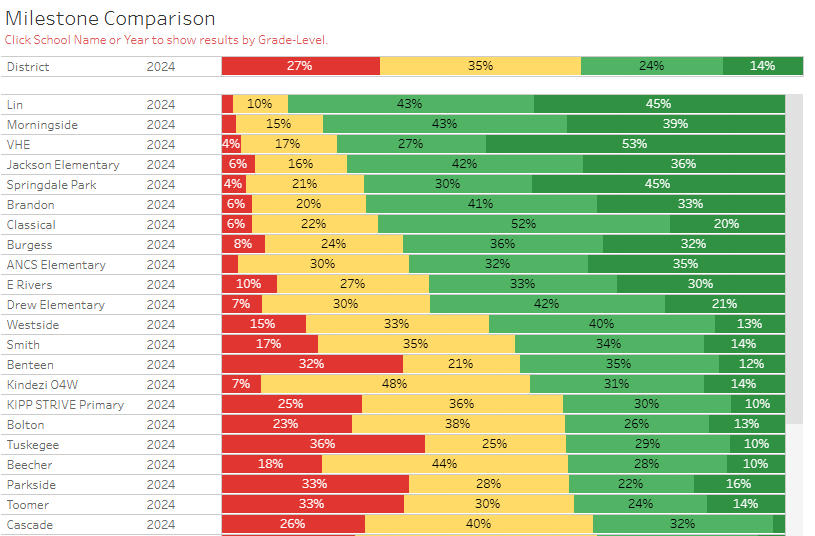 Milestone Comparison
Click School Name or Year to show results by Grade-Level.
District 2024 27% 35% 24% 14%
Lin 2024 10% 43% 45%
Morningside 2024 15% 43% 39%
VHE 2024 4% 17% 27% 53%
Jackson Elementary 2024 6% 16% 42% 36%
Springdale Park 2024 4% 21% 30% 45%
Brandon 2024 6% 20% 41% 33%
Classical 2024 6% 22% 52% 20%
Burgess 2024 8% 24% 36% 32%
ANCS Elementary 2024 30% 32% 35%
E Rivers 2024 10% 27% 33% 30%
Drew Elementary 2024 7% 30% 42% 21%
Westside 2024 15% 33% 40% 13%
Smith 2024 17% 35% 34% 14%
Benteen 2024 32% 21% 35% 12%
Kindezi O4W 2024 7% 48% 31% 14%
KIPP STRIVE Primary 2024 25% 36% 30% 10%
Bolton 2024 23% 38% 26% 13%
Tuskegee 2024 36% 25% 29% 10%
Beecher 2024 18% 44% 28% 10%
Parkside 2024 33% 28% 22% 16%
Toomer 2024 33% 30% 24% 14%
Cascade 2024 26% 40% 32%